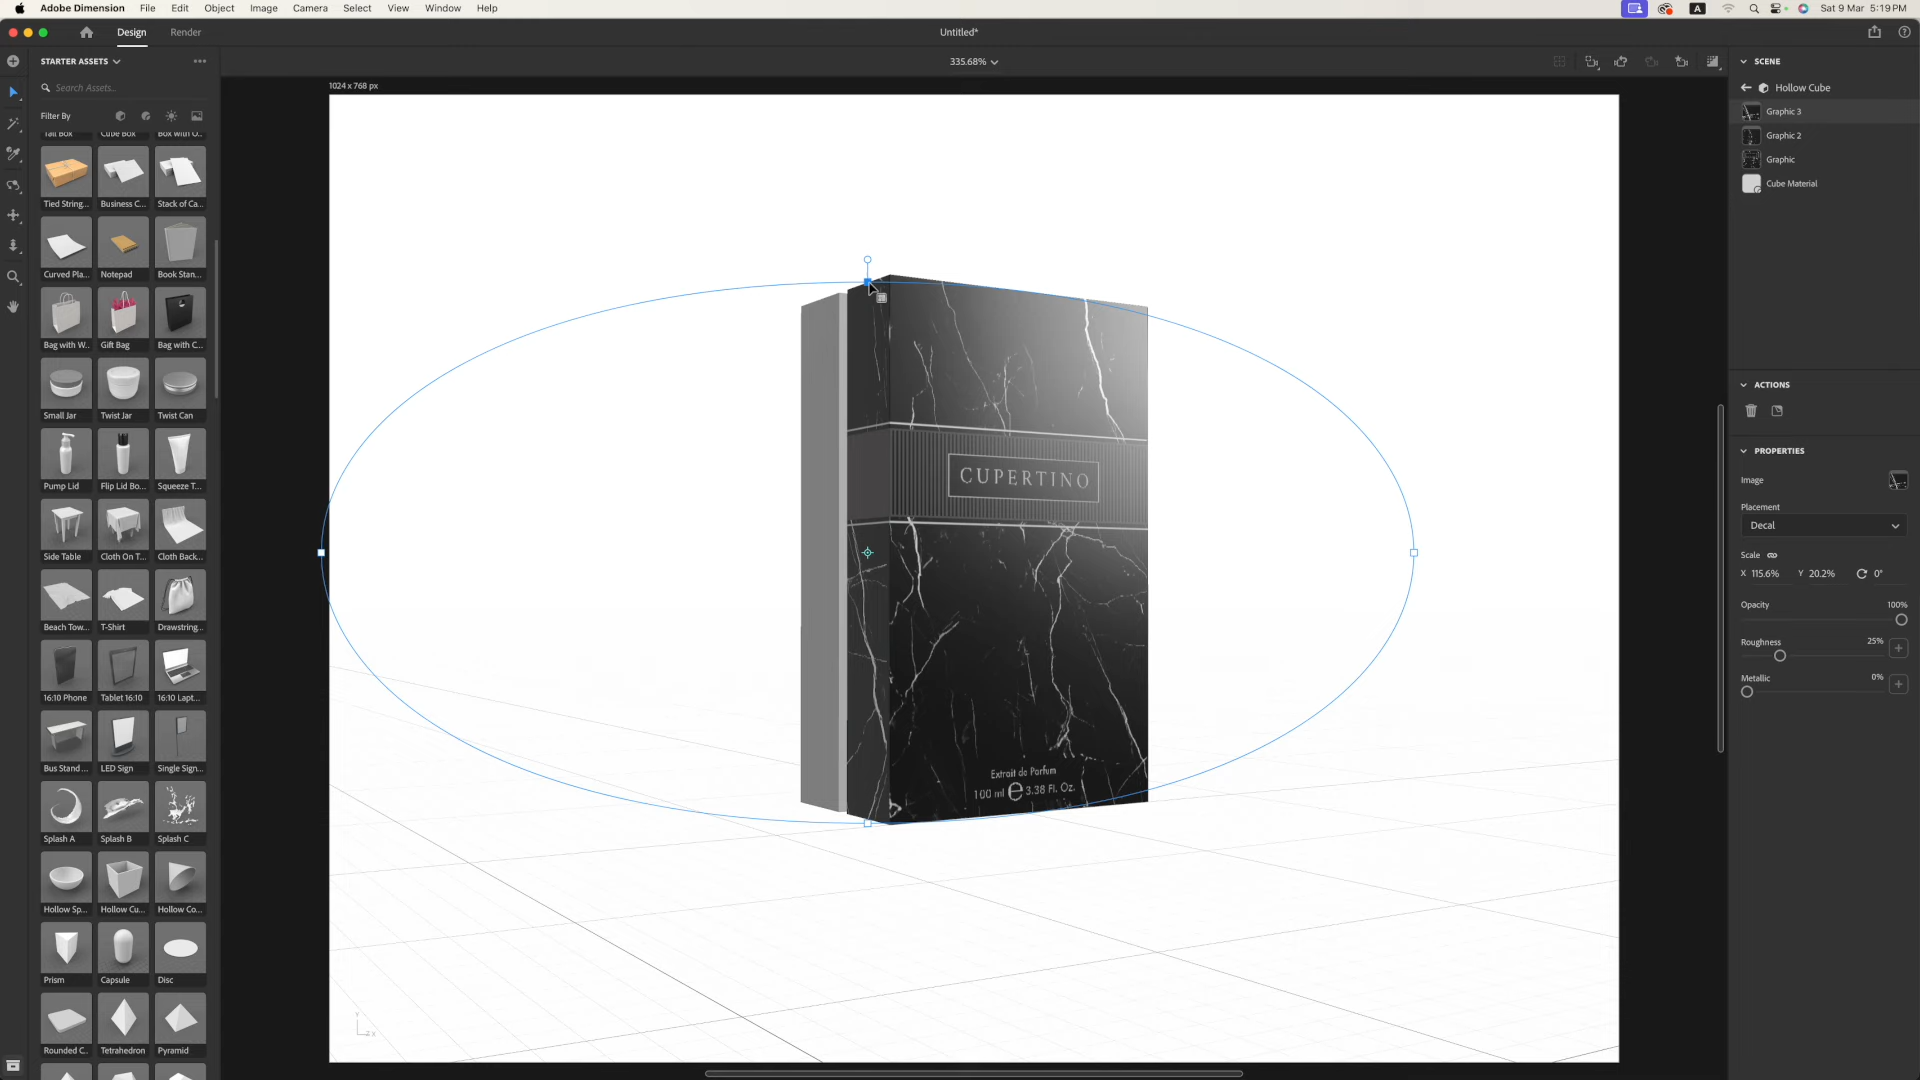 Adobe Dimension File Edit Object Image Camera Select View Window Help
A
Sat 9 Mar 5:19 PM
Design Render
Untitled*
STARTER ASSETS
335.68%
SCENE
1024 x 768 px
Search Assets...
Hollow Cube
Filter By
Graphic 3
Tall Box Cube Box Box with O...
Graphic 2
Graphic
Cube Material
Tied String... Business C... Stack of Ca...
Curved Pla... Notepad Book Stan...
Bag with W... Gift Bag Bag with C...
ACTIONS
Small Jar Twist Jar Twist Can
PROPERTIES
CUPERTINO
Image
Pump Lid Flip Lid Bo... Squeeze T...
Placement
Decal
Side Table Cloth On T... Cloth Back...
Scale
X 115.6% Y 20.2% 0°
Opacity 100%
Beach Tow... T-Shirt Drawstring...
Roughness 25%
Metallic 0%
16:10 Phone Tablet 16:10 16:10 Lapt...
Bus Stand ... LED Sign Single Sign...
Extrait de Parfum
100 ml e 3.38 Fl. Oz.
Splash A Splash B Splash C
Hollow Sp... Hollow Cu... Hollow Co...
Prism Capsule Disc
Y
Z X
Rounded C... Tetrahedron Pyramid